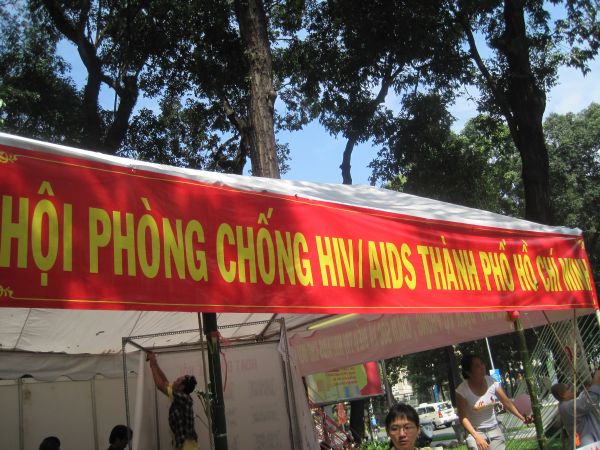 HỘI PHÒNG CHỐNG HIV/AIDS THÀNH PHỐ HỒ CHÍ MINH